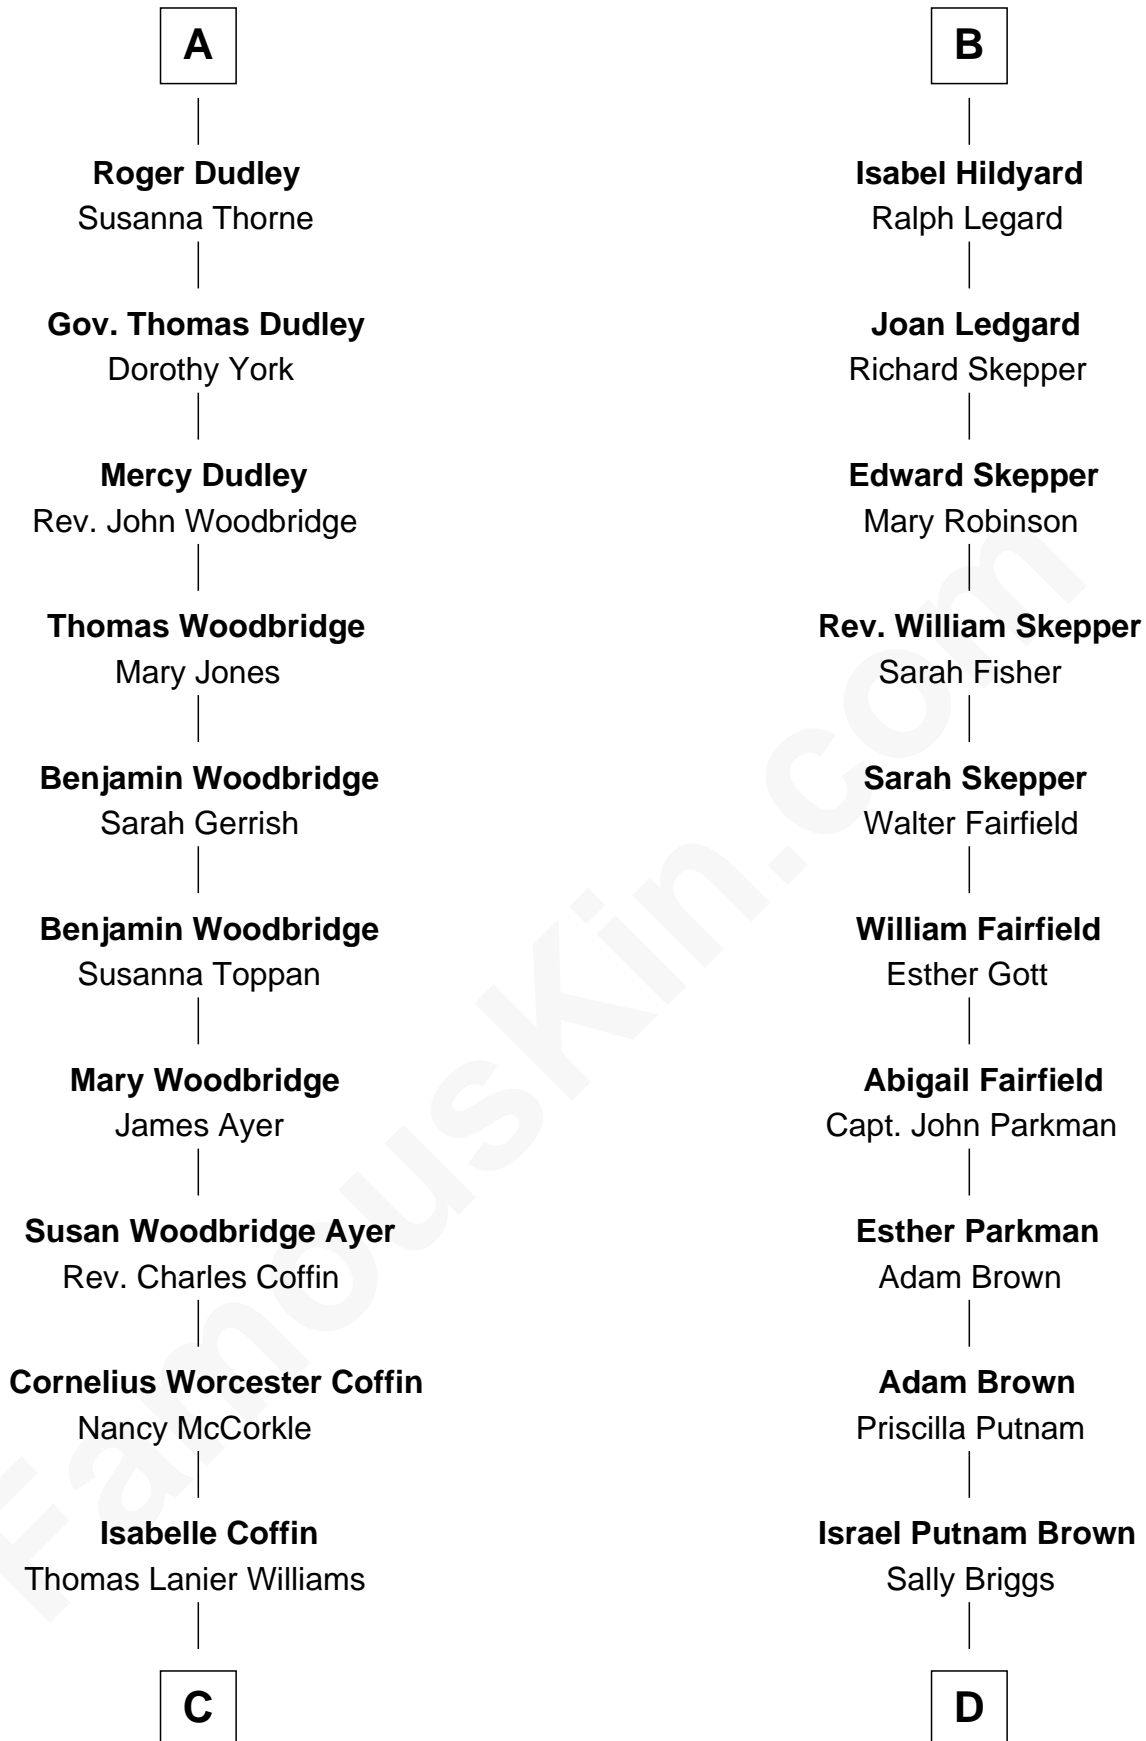 A
Roger Dudley
Susanna Thorne
Gov. Thomas Dudley
Dorothy York
Mercy Dudley
Rev. John Woodbridge
Thomas Woodbridge
Mary Jones
Benjamin Woodbridge
Sarah Gerrish
Benjamin Woodbridge
Susanna Toppan
Mary Woodbridge
James Ayer
Susan Woodbridge Ayer
Rev. Charles Coffin
Cornelius Worcester Coffin
Nancy McCorkle
Isabelle Coffin
Thomas Lanier Williams
C
B
Isabel Hildyard
Ralph Legard
Joan Ledgard
Richard Skepper
Edward Skepper
Mary Robinson
Rev. William Skepper
Sarah Fisher
Sarah Skepper
Walter Fairfield
William Fairfield
Esther Gott
Abigail Fairfield
Capt. John Parkman
Esther Parkman
Adam Brown
Adam Brown
Priscilla Putnam
Israel Putnam Brown
Sally Briggs
D
FamousKin.com